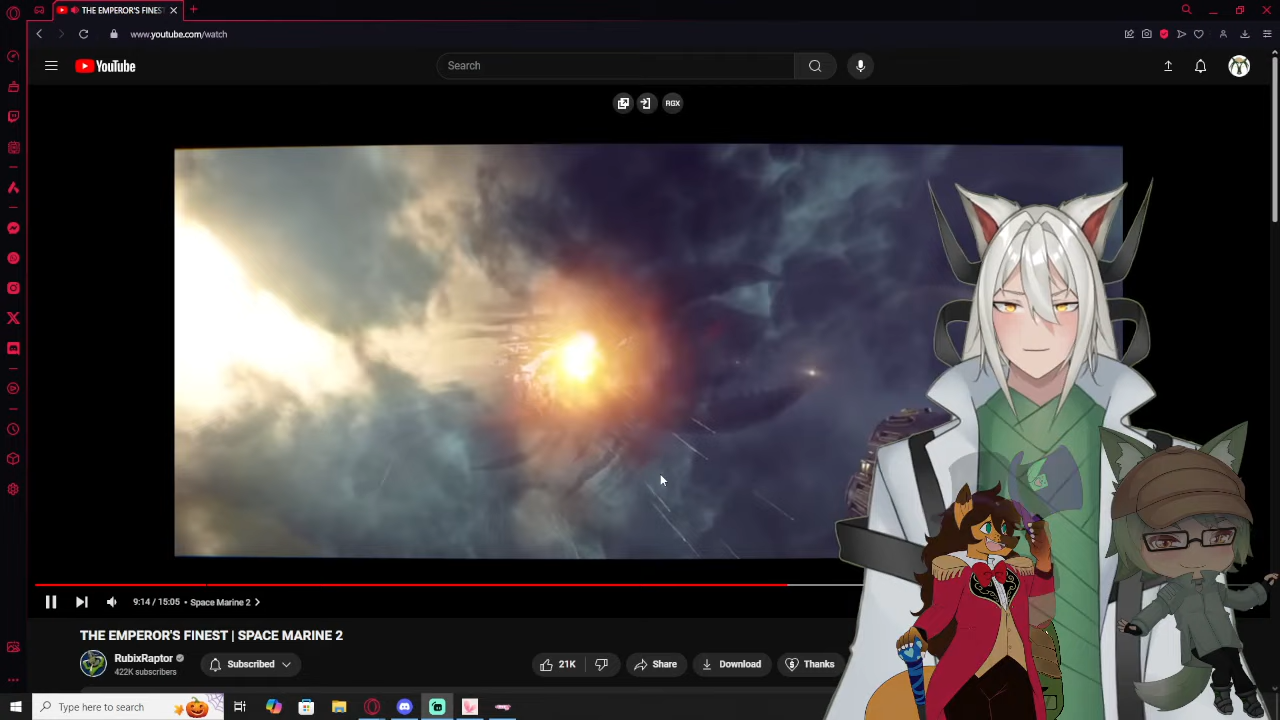 THE EMPEROR'S FINEST
www.youtube.com/watch
YouTube
Search
RGX
9:14 / 15:05 • Space Marine 2
THE EMPEROR'S FINEST | SPACE MARINE 2
RubixRaptor
422K subscribers
Subscribed
21K
Share
Download
Thanks
Type here to search